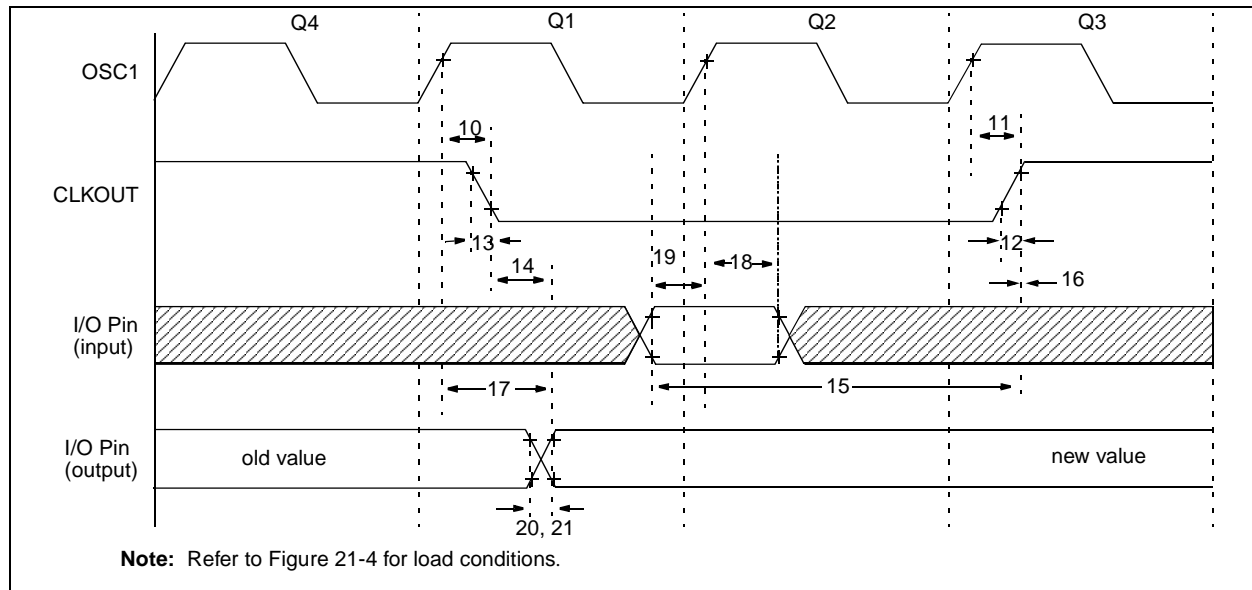 Q4 Q1 Q2 Q3
OSC1
10 11
CLKOUT
13 12
14 19 18 16
I/O Pin
(input)
17 15
I/O Pin
(output)
old value new value
20, 21
Note: Refer to Figure 21-4 for load conditions.